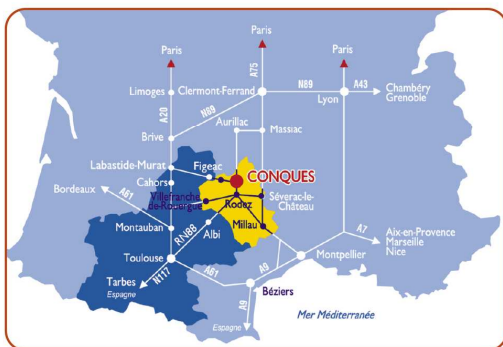 Paris
Paris
Paris
A20
A75
Limoges
Clermont-Ferrand
N89
A43
Chambéry
Grenoble
Lyon
N89
Aurillac
Massiac
Brive
Labastide-Murat
Figeac
CONQUES
Bordeaux
A61
Cahors
Villefranche
de-Rouergue
Rodez
Séverac-le-
Château
Millau
Montauban
RN88
Albi
A7
Aix-en-Provence
Marseille
Nice
Toulouse
Montpellier
N117
A61
A9
Tarbes
Espagne
Béziers
A9
Espagne
Mer Méditerranée